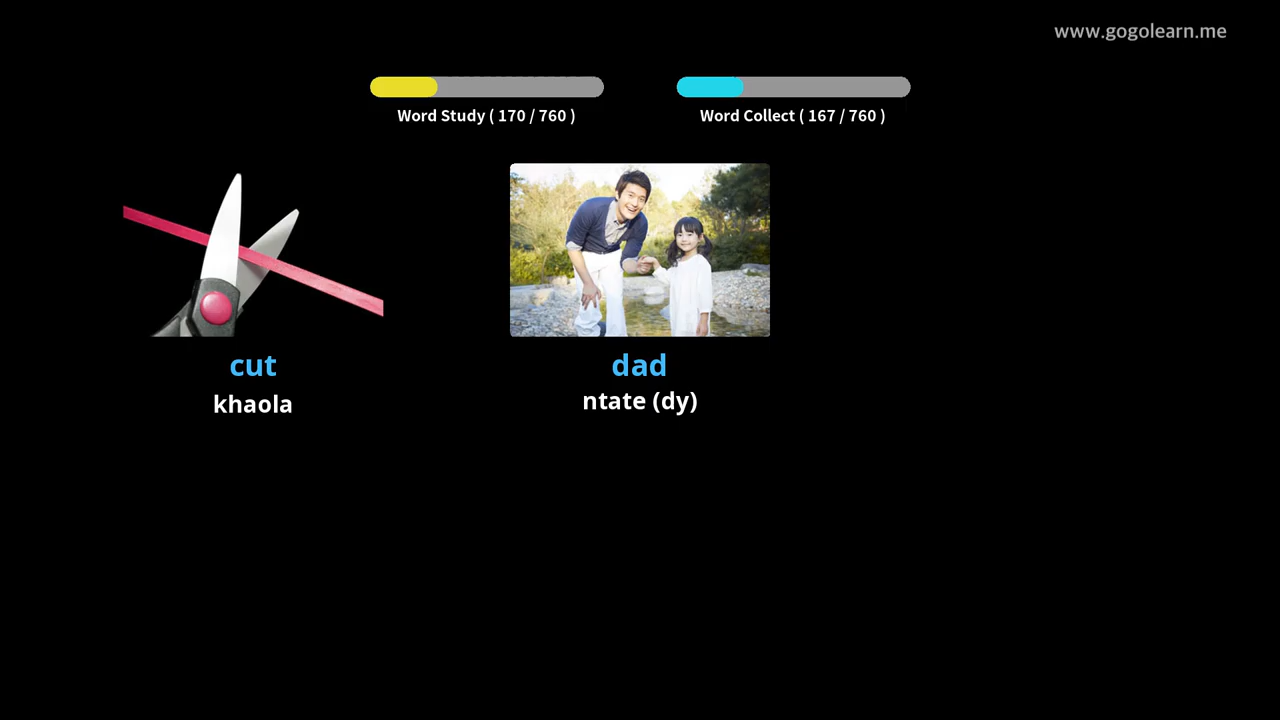 www.gogolearn.me
Word Study ( 170 / 760 )
Word Collect ( 167 / 760 )
cut
khaola
dad
ntate (dy)